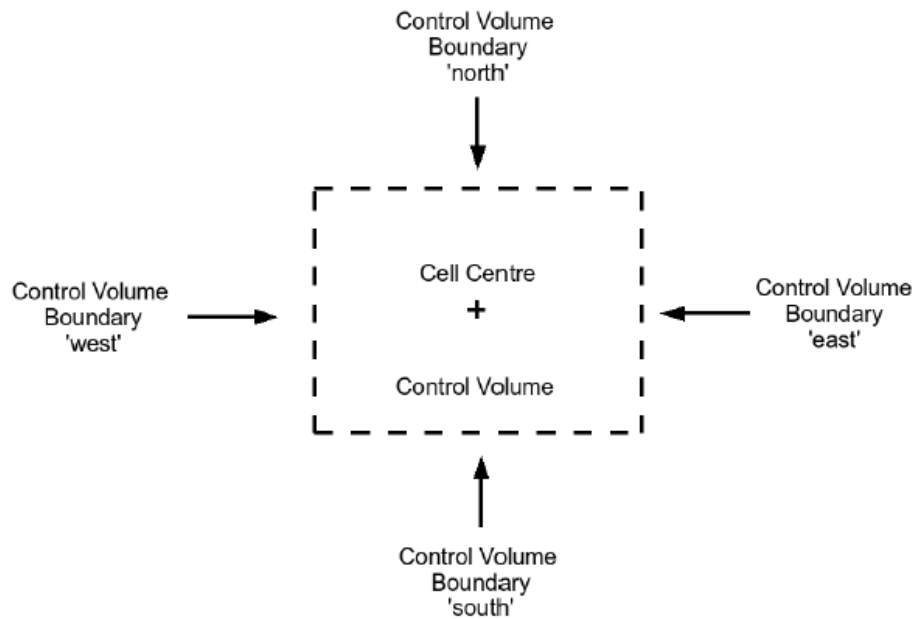 Control Volume
Boundary
'north'
Cell Centre
+
Control Volume
Boundary
'west'
Control Volume
Boundary
'east'
Control Volume
Control Volume
Boundary
'south'